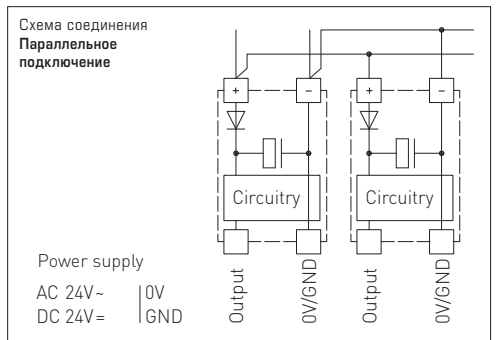 Схема соединения
Параллельное
подключение
+ − + −
Circuitry Circuitry
Power supply
AC 24V~ 0V
DC 24V= GND
Output 0V/GND Output 0V/GND